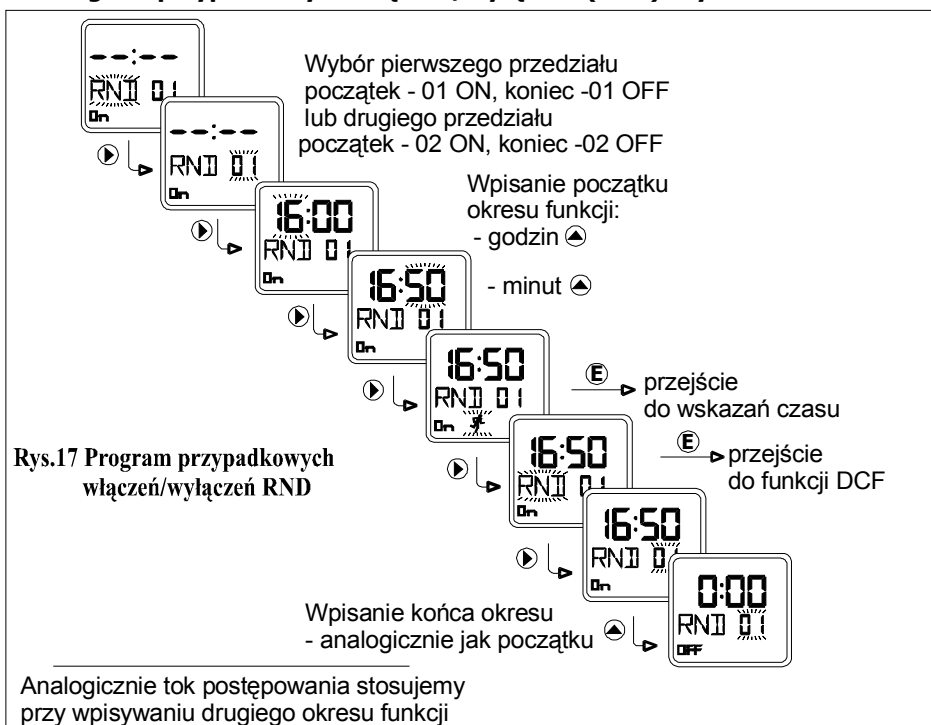 --:--
RND 01
On
Wybór pierwszego przedziału
początek - 01 ON, koniec -01 OFF
lub drugiego przedziału
początek - 02 ON, koniec -02 OFF
--:--
RND 01
On
Wpisanie początku
okresu funkcji:
- godzin
16:00
RND 01
On
- minut
16:50
RND 01
On
16:50
RND 01
On
E
przejście
do wskazań czasu
Rys.17 Program przypadkowych
włączeń/wyłączeń RND
16:50
RND 01
On
E
przejście
do funkcji DCF
16:50
RND 01
On
Wpisanie końca okresu
- analogicznie jak początku
0:00
RND 01
OFF
Analogicznie tok postępowania stosujemy
przy wpisywaniu drugiego okresu funkcji